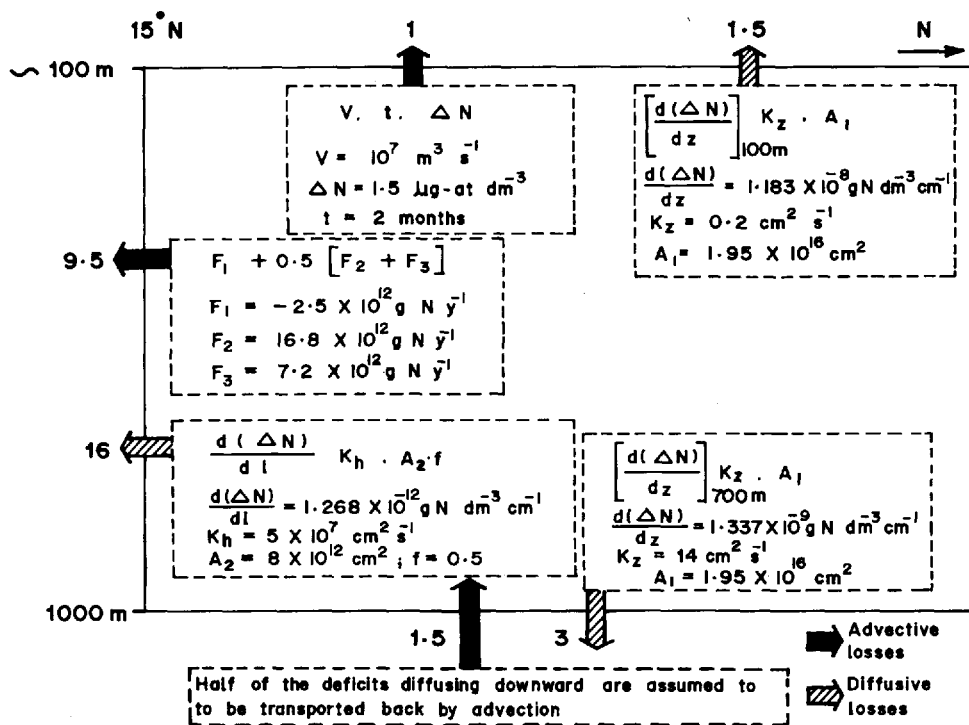 15° N
1
1·5
N
∽ 100 m
V. t. Δ N
V = 10⁷ m³ s⁻¹
Δ N = 1·5 μg-at dm⁻³
t = 2 months
[d(ΔN)/dz]100m Kz . A₁
d(ΔN)/dz = 1·183 X 10⁻⁸ g N dm⁻³ cm⁻¹
Kz = 0·2 cm² s⁻¹
A₁ = 1·95 X 10¹⁶ cm²
9·5
F₁ + 0·5 [F₂ + F₃]
F₁ = −2·5 X 10¹² g N y⁻¹
F₂ = 16·8 X 10¹² g N y⁻¹
F₃ = 7·2 X 10¹² g N y⁻¹
16
d(ΔN)/dl Kh . A₂·f
d(ΔN)/dl = 1·268 X 10⁻¹² g N dm⁻³ cm⁻¹
Kh = 5 X 10⁷ cm² s⁻¹
A₂ = 8 X 10¹² cm² ; f = 0·5
[d(ΔN)/dz]700m Kz . A₁
d(ΔN)/dz = 1·337 X 10⁻⁹ g N dm⁻³ cm⁻¹
Kz = 14 cm² s⁻¹
A₁ = 1·95 X 10¹⁶ cm²
1000 m
1·5
3
Advective losses
Diffusive losses
Half of the deficits diffusing downward are assumed to
to be transported back by advection